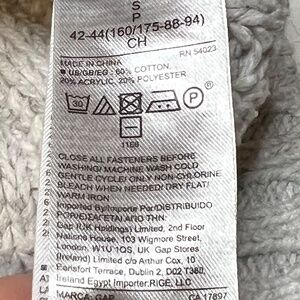 S
P
42-44(160/175-88-94)
CH
RN 54023
MADE IN CHINA
US/GB/EG: 60% COTTON,
20% ACRYLIC, 20% POLYESTER
30
P
1168
CLOSE ALL FASTENERS BEFORE
WASHING/ MACHINE WASH COLD
GENTLE CYCLE/ ONLY NON-CHLORINE
BLEACH WHEN NEEDED/ DRY FLAT/
WARM IRON
Imported By/Importe Par/DISTRIBUIDO
POR/ΕΙΣΑΓΕΤΑΙ ΑΠΟ ΤΗΝ:
Gap (UK Holdings) Limited, 2nd Floor
Nations House, 103 Wigmore Street,
London, W1U 1QS, UK Gap Stores
(Ireland) Limited c/o Arthur Cox, 10
Earlsfort Terrace, Dublin 2, D02 T380,
Ireland Egypt Importer:RIGE, LLC
MARCA: GAP
CA 17897